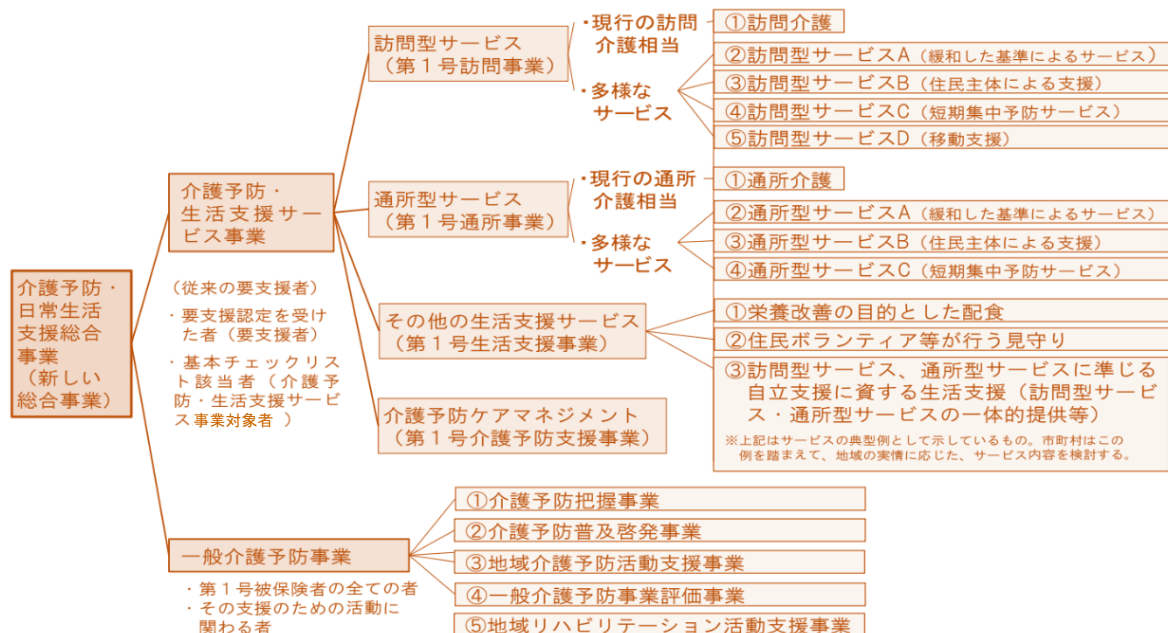 介護予防・
日常生活
支援総合
事業
（新しい
総合事業）
介護予防・
生活支援サー
ビス事業
（従来の要支援者）
・要支援認定を受け
た者（要支援者）
・基本チェックリス
ト該当者（介護予
防・生活支援サービ
ス事業対象者 ）
訪問型サービス
（第１号訪問事業）
・現行の訪問
介護相当
①訪問介護
・多様な
サービス
②訪問型サービスA（緩和した基準によるサービス）
③訪問型サービスB（住民主体による支援）
④訪問型サービスC（短期集中予防サービス）
⑤訪問型サービスD（移動支援）
通所型サービス
（第１号通所事業）
・現行の通所
介護相当
①通所介護
・多様な
サービス
②通所型サービスA（緩和した基準によるサービス）
③通所型サービスB（住民主体による支援）
④通所型サービスC（短期集中予防サービス）
その他の生活支援サービス
（第１号生活支援事業）
①栄養改善の目的とした配食
②住民ボランティア等が行う見守り
③訪問型サービス、通所型サービスに準じる
自立支援に資する生活支援（訪問型サービ
ス・通所型サービスの一体的提供等）
※上記はサービスの典型例として示しているもの。市町村はこの
例を踏まえて、地域の実情に応じた、サービス内容を検討する。
介護予防ケアマネジメント
（第１号介護予防支援事業）
一般介護予防事業
・第１号被保険者の全ての者
・その支援のための活動に
関わる者
①介護予防把握事業
②介護予防普及啓発事業
③地域介護予防活動支援事業
④一般介護予防事業評価事業
⑤地域リハビリテーション活動支援事業